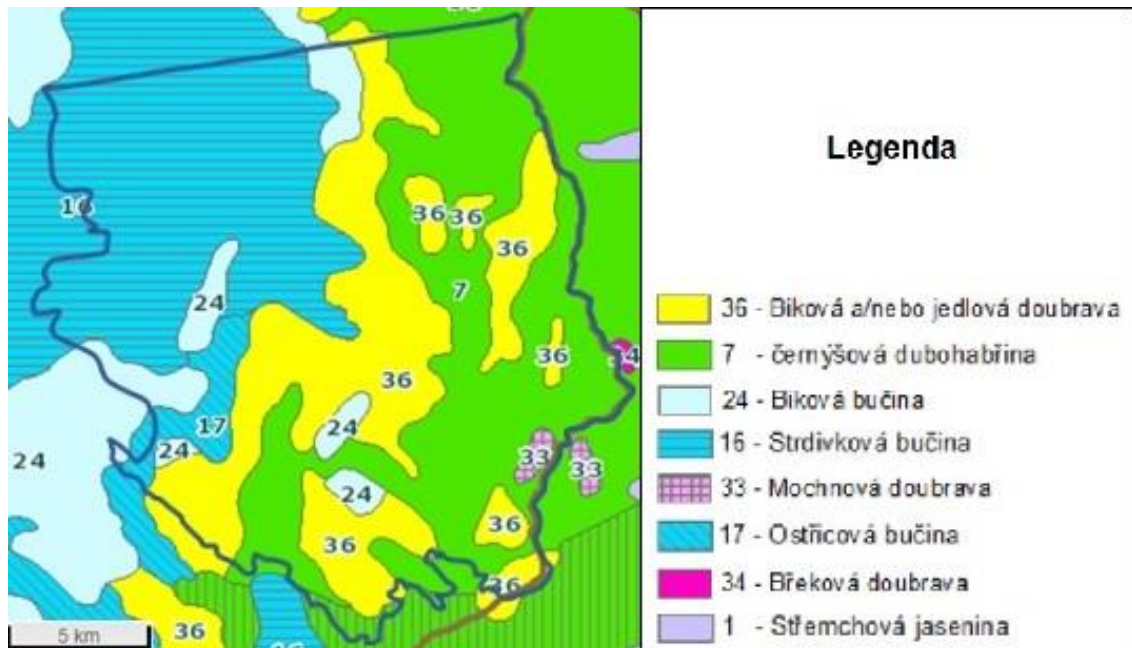 16
24
24
17
24
24
24
36
36
36
36
7
36
36
36
36
36
36
33
33
34
5 km
Legenda
36 - Biková a/nebo jedlová doubrava
7 - černýšová dubohabřina
24 - Biková bučina
16 - Strdivková bučina
33 - Mochnová doubrava
17 - Ostřicová bučina
34 - Břeková doubrava
1 - Střemchová jasenina